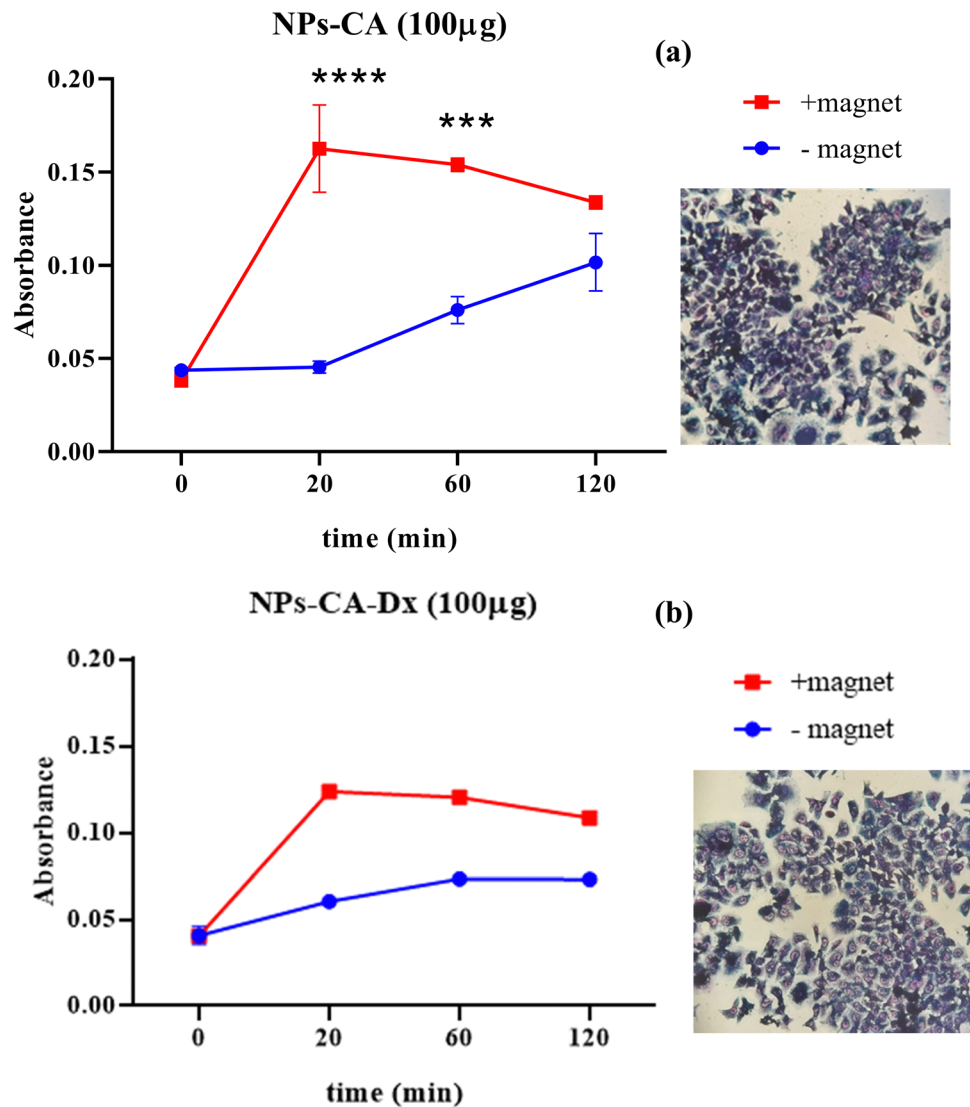 NPs-CA (100μg)
(a)
+magnet
- magnet
****
***
Absorbance
0.20
0.15
0.10
0.05
0.00
0
20
60
120
time (min)
NPs-CA-Dx (100μg)
(b)
+magnet
- magnet
Absorbance
0.20
0.15
0.10
0.05
0.00
0
20
60
120
time (min)